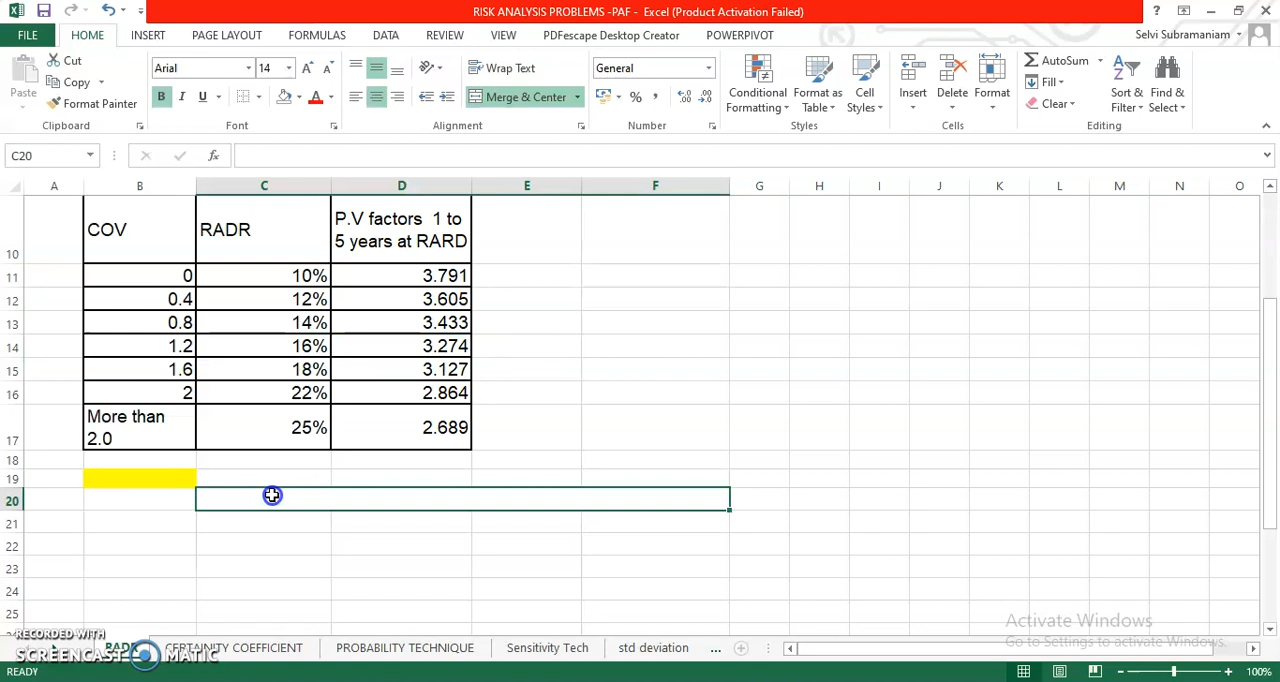 RISK ANALYSIS PROBLEMS -PAF - Excel (Product Activation Failed)
FILE HOME INSERT PAGE LAYOUT FORMULAS DATA REVIEW VIEW PDFescape Desktop Creator POWERPIVOT Selvi Subramaniam
Cut Arial 14 Wrap Text General AutoSum
Copy Fill
Paste Format Painter B I U Merge & Center Conditional Formatting Format as Table Cell Styles Insert Delete Format Clear Sort & Filter Find & Select
Clipboard Font Alignment Number Styles Cells Editing
C20
A B C D E F G H I J K L M N O
10 COV RADR P.V factors 1 to 5 years at RARD
11 0 10% 3.791
12 0.4 12% 3.605
13 0.8 14% 3.433
14 1.2 16% 3.274
15 1.6 18% 3.127
16 2 22% 2.864
17 More than 2.0 25% 2.689
18
19
20
21
22
23
24
25
Activate Windows
Go to Settings to activate Windows.
RECORDED WITH
SCREENCAST MATIC
CERTAINITY COEFFICIENT Sensitivity Tech std deviation ...
READY 100%